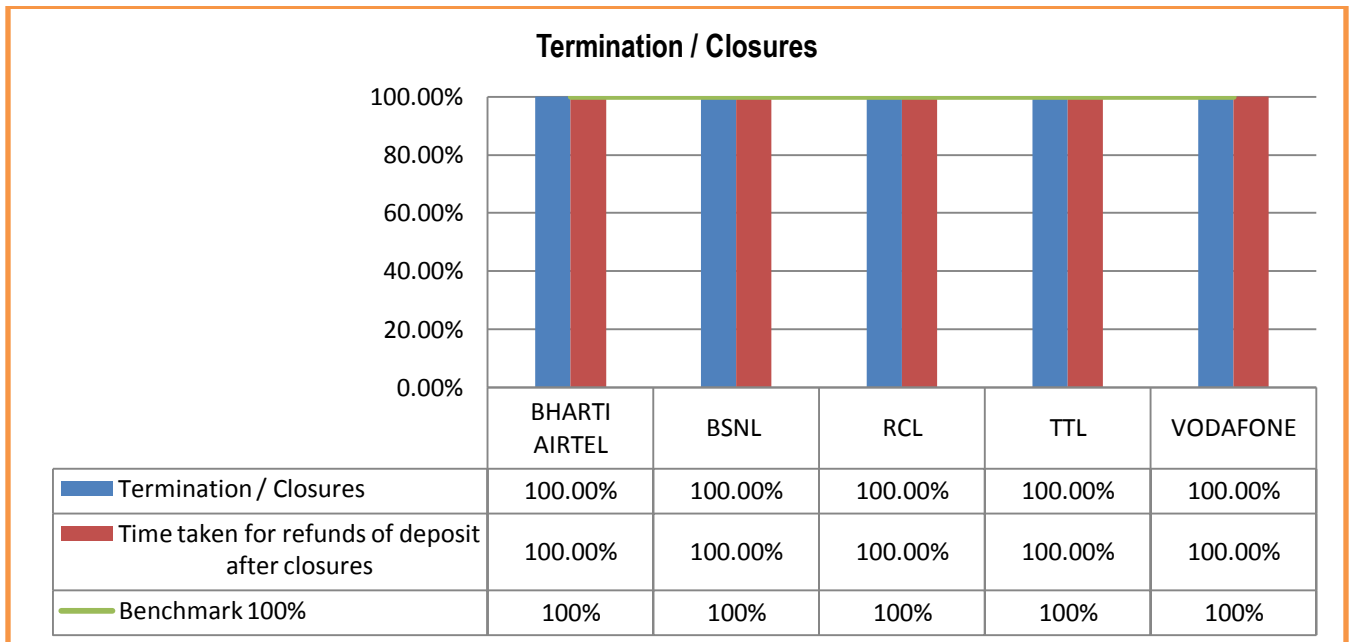 Termination / Closures
100.00%
80.00%
60.00%
40.00%
20.00%
0.00%
BHARTI
AIRTEL
BSNL
RCL
TTL
VODAFONE
Termination / Closures 100.00% 100.00% 100.00% 100.00% 100.00%
Time taken for refunds of deposit
after closures
100.00% 100.00% 100.00% 100.00% 100.00%
Benchmark 100% 100% 100% 100% 100% 100%